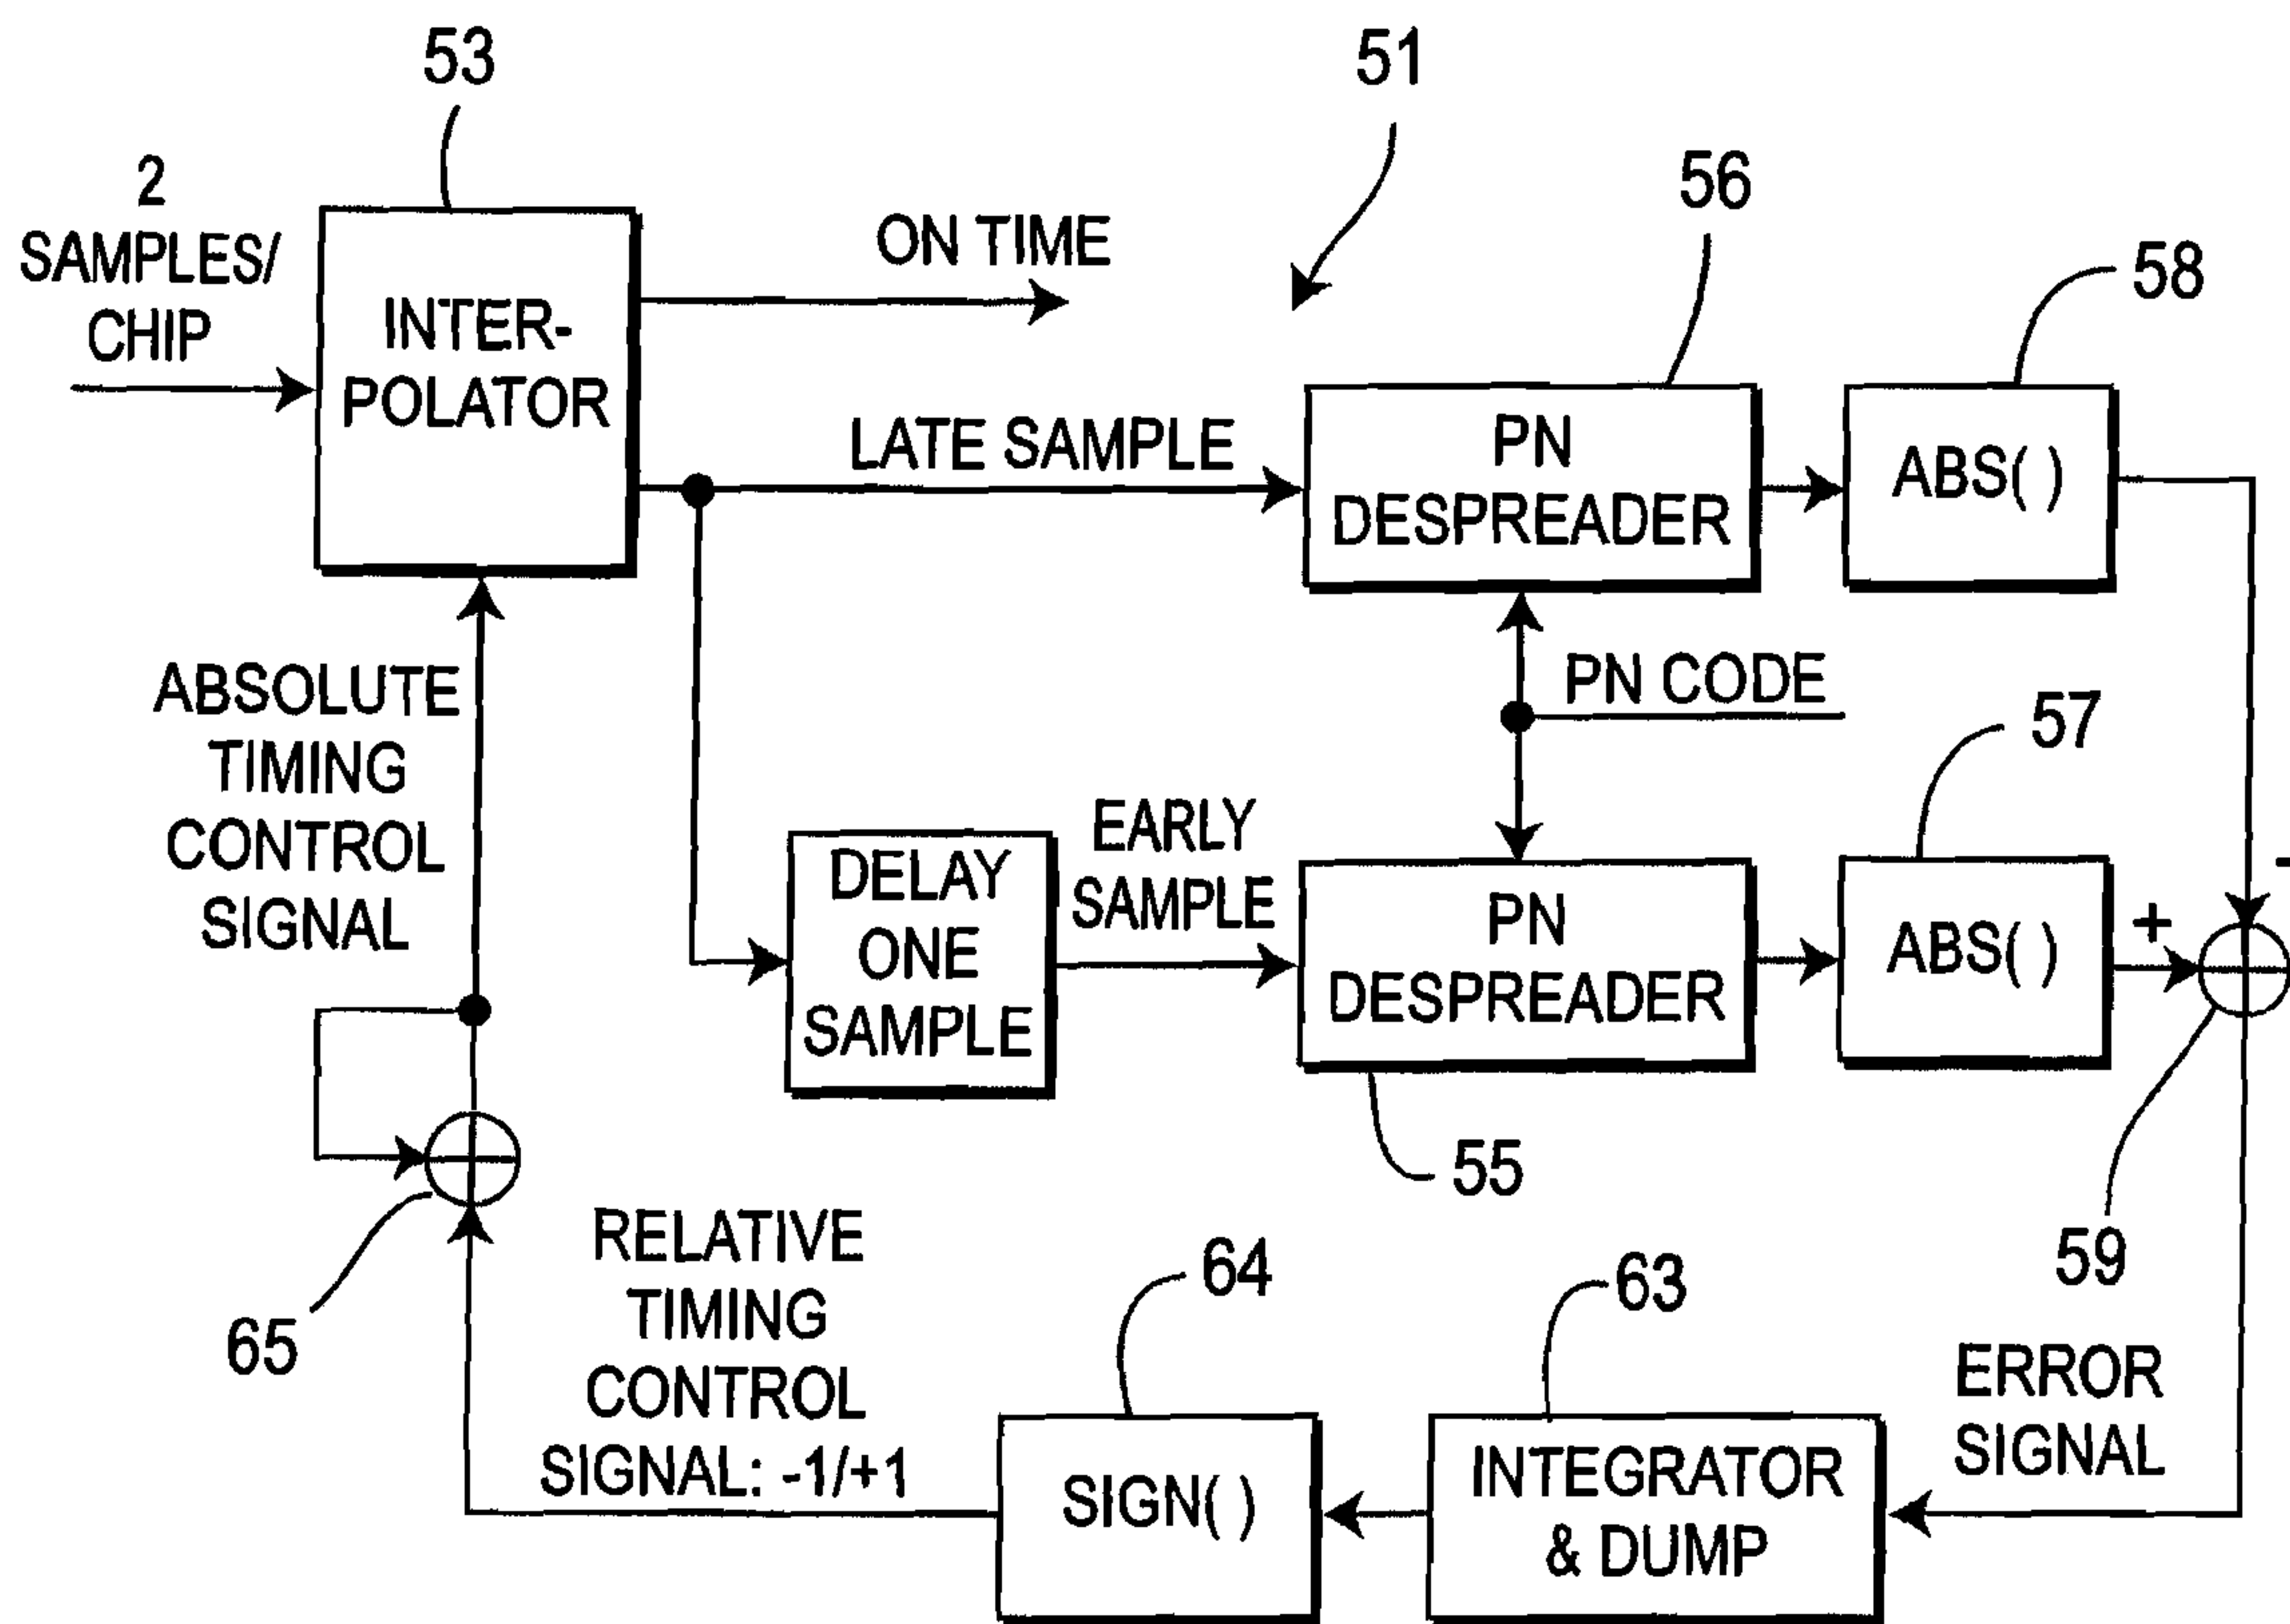 53
51
2
SAMPLES/
CHIP
INTER-
POLATOR
ON TIME
56
58
LATE SAMPLE
PN
DESPREADER
ABS( )
ABSOLUTE
TIMING
CONTROL
SIGNAL
PN CODE
57
DELAY
ONE
SAMPLE
EARLY
SAMPLE
PN
DESPREADER
ABS( )
+
-
55
59
65
RELATIVE
TIMING
CONTROL
SIGNAL: -1/+1
64
SIGN( )
63
INTEGRATOR
& DUMP
ERROR
SIGNAL